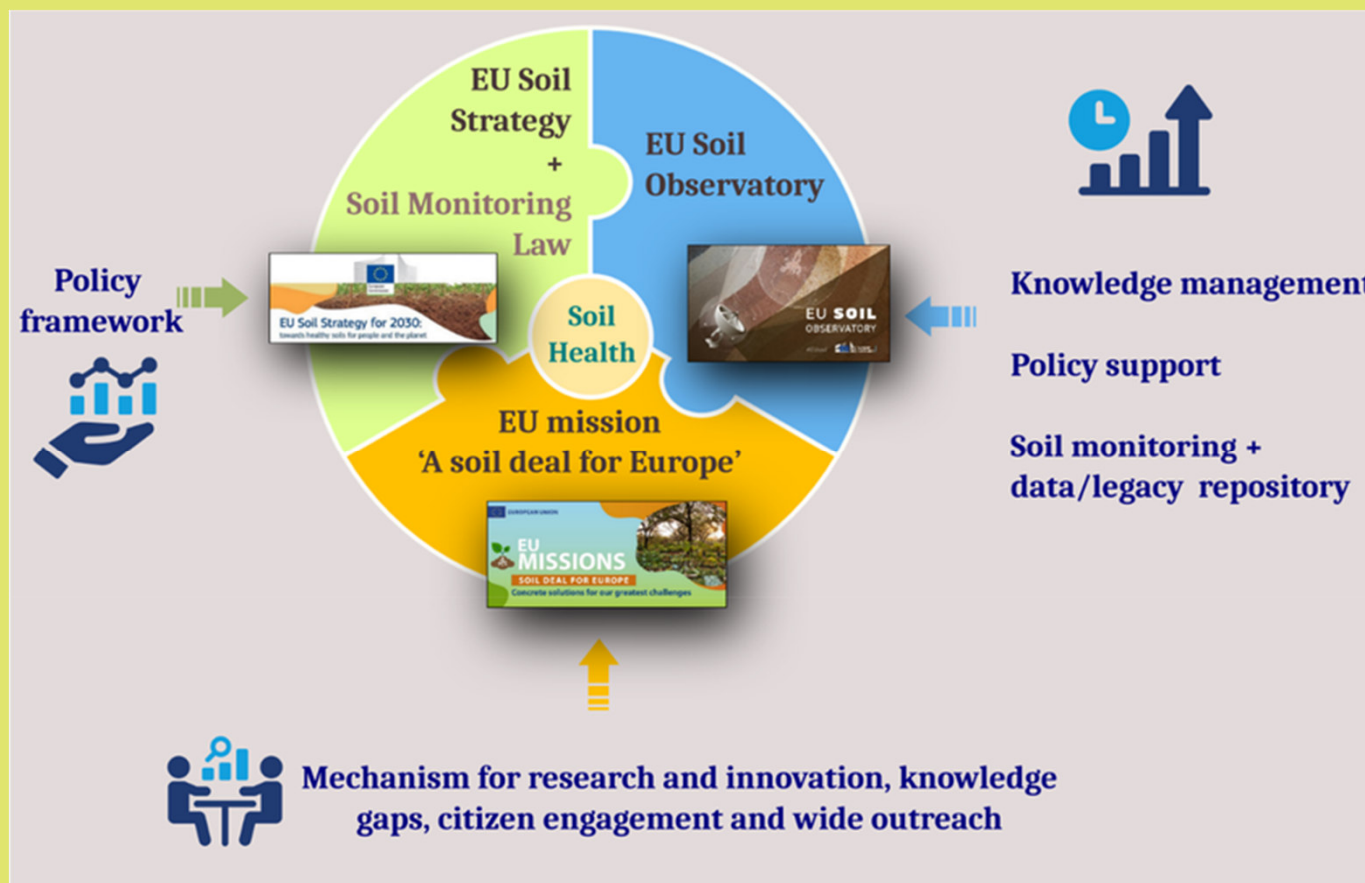 EU Soil
Strategy
+
Soil Monitoring
Law
EU Soil
Observatory
Policy
framework
European
Commission
EU Soil Strategy for 2030:
towards healthy soils for people and the planet
EU SOIL
OBSERVATORY
Soil
Health
Knowledge management
Policy support
Soil monitoring +
data/legacy repository
EU mission
‘A soil deal for Europe’
EUROPEAN UNION
EU
MISSIONS
SOIL DEAL FOR EUROPE
Concrete solutions for our greatest challenges
Mechanism for research and innovation, knowledge
gaps, citizen engagement and wide outreach